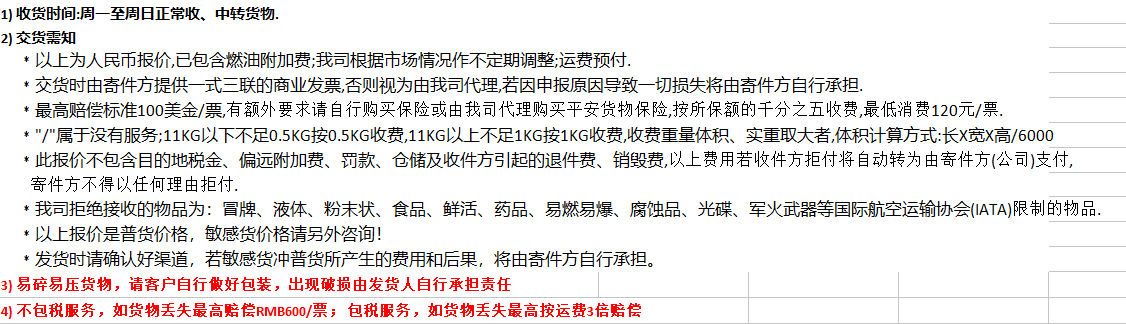 1) 收货时间:周一至周日正常收、中转货物.
2) 交货需知
* 以上为人民币报价,已包含燃油附加费;我司根据市场情况作不定期调整;运费预付.
* 交货时由寄件方提供一式三联的商业发票,否则视为由我司代理,若因申报原因导致一切损失将由寄件方自行承担.
* 最高赔偿标准100美金/票,有额外要求请自行购买保险或由我司代理购买平安货物保险,按所保额的千分之五收费,最低消费120元/票.
* "/"属于没有服务;11KG以下不足0.5KG按0.5KG收费,11KG以上不足1KG按1KG收费,收费重量体积、实重取大者,体积计算方式:长X宽X高/6000
* 此报价不包含目的地税金、偏远附加费、罚款、仓储及收件方引起的退件费、销毁费,以上费用若收件方拒付将自动转为由寄件方(公司)支付,
寄件方不得以任何理由拒付.
* 我司拒绝接收的物品为：冒牌、液体、粉末状、食品、鲜活、药品、易燃易爆、腐蚀品、光碟、军火武器等国际航空运输协会(IATA)限制的物品.
* 以上报价是普货价格，敏感货价格请另外咨询！
* 发货时请确认好渠道，若敏感货冲普货所产生的费用和后果，将由寄件方自行承担。
3) 易碎易压货物，请客户自行做好包装，出现破损由发货人自行承担责任
4) 不包税服务，如货物丢失最高赔偿RMB600/票； 包税服务，如货物丢失最高按运费3倍赔偿